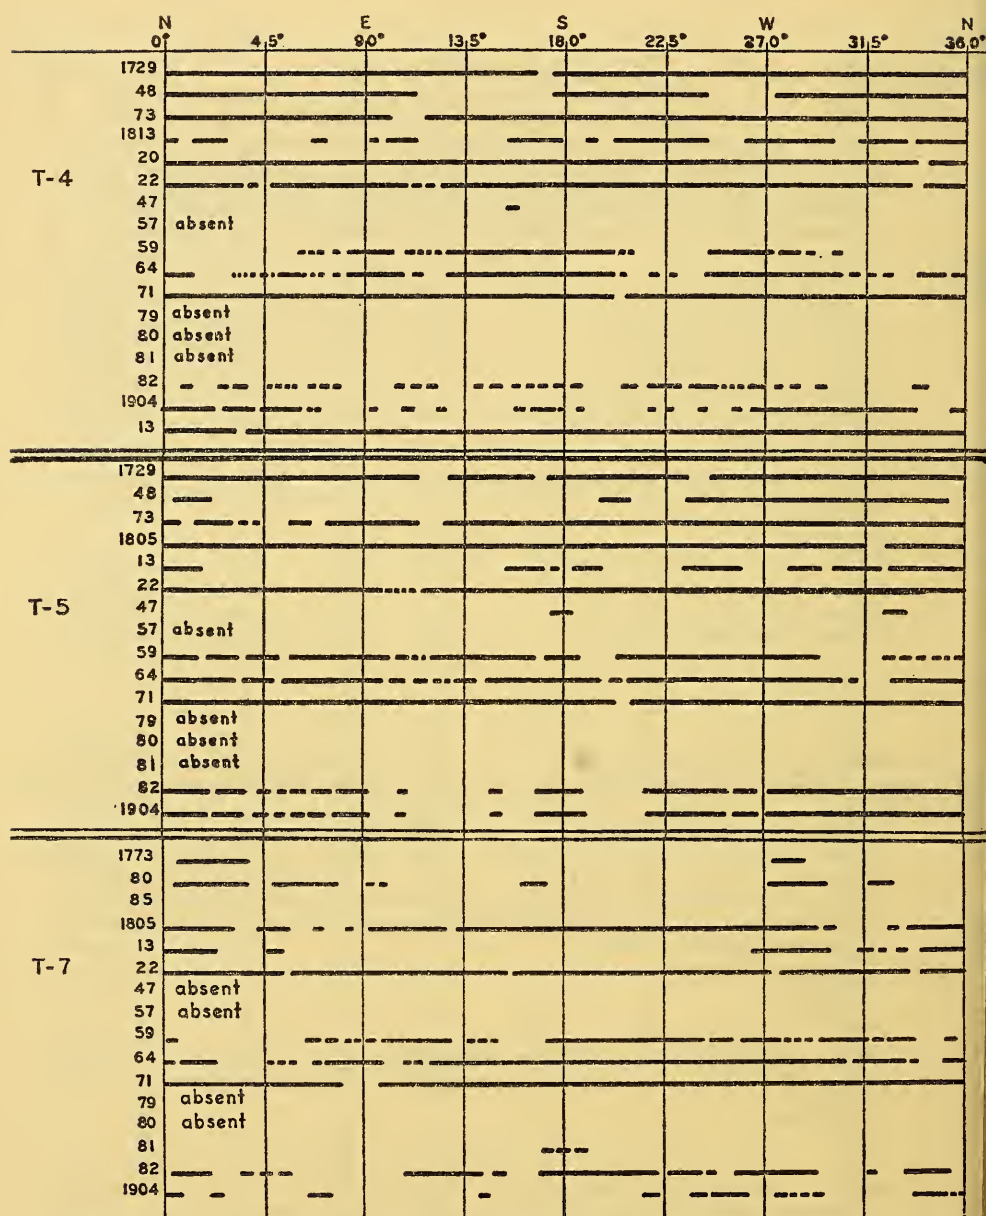 N E S W N
0° 4,5° 9,0° 13,5° 18,0° 22,5° 27,0° 31,5° 36,0°
T-4
1729
48
73
1813
20
22
47
57 absent
59
64
71
79 absent
80 absent
81 absent
82
1904
13
T-5
1729
48
73
1805
13
22
47
57 absent
59
64
71
79 absent
80 absent
81 absent
82
1904
T-7
1773
80
85
1805
13
22
47 absent
57 absent
59
64
71
79 absent
80 absent
81
82
1904